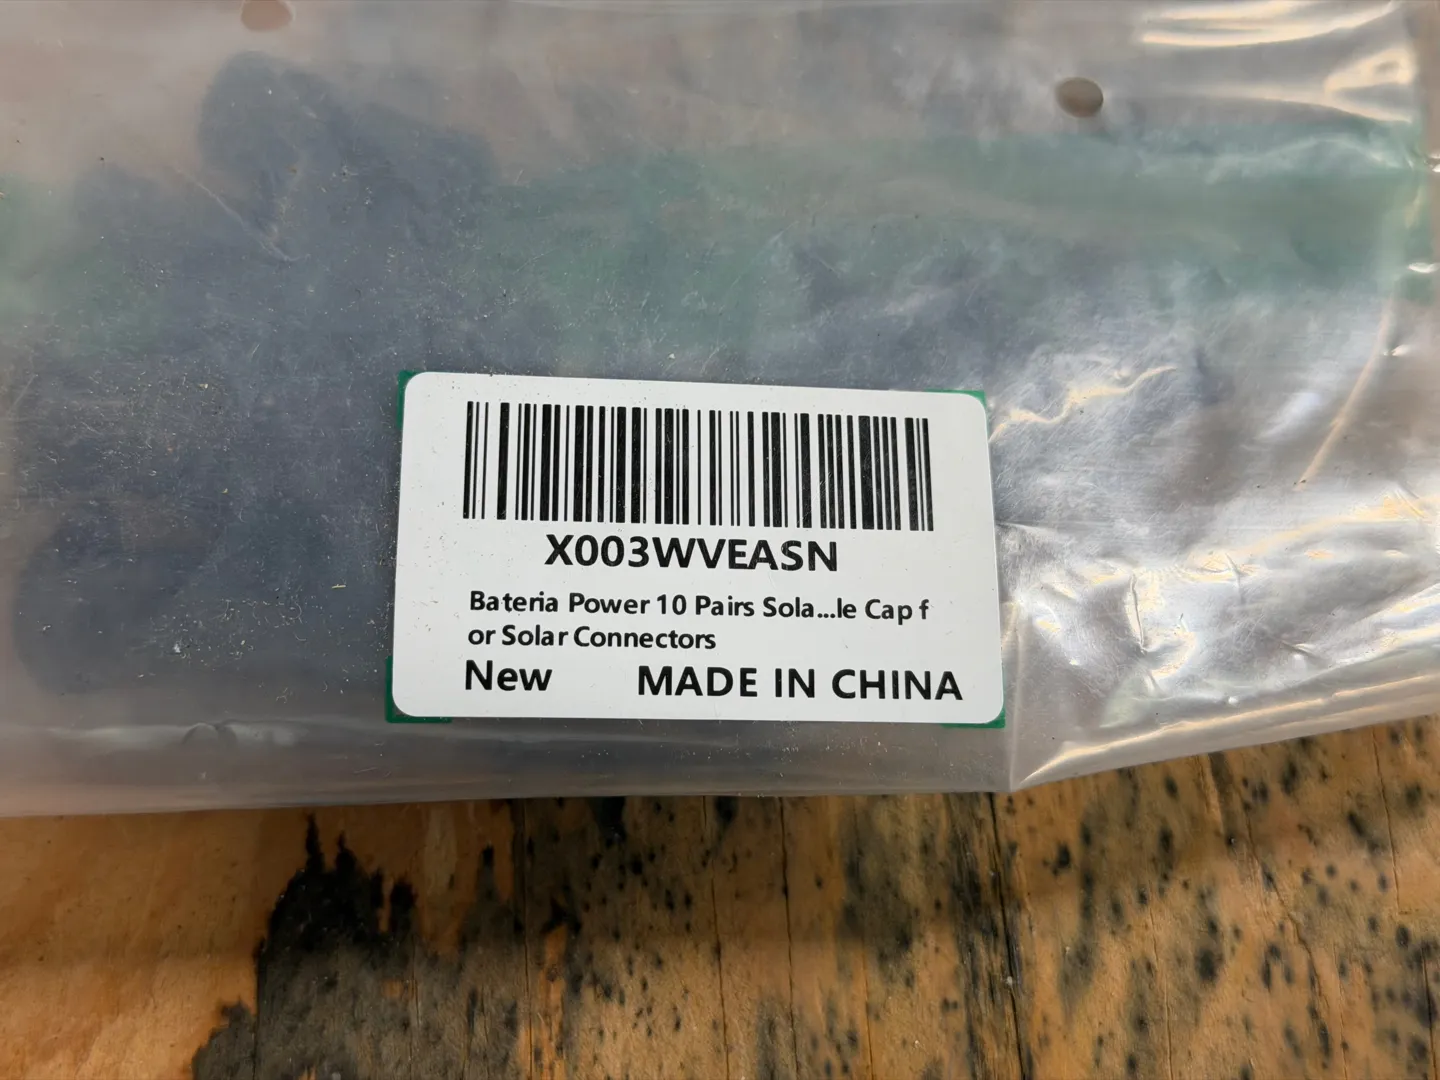 X003WVEASN
Bateria Power 10 Pairs Sola...le Cap f
or Solar Connectors
New MADE IN CHINA